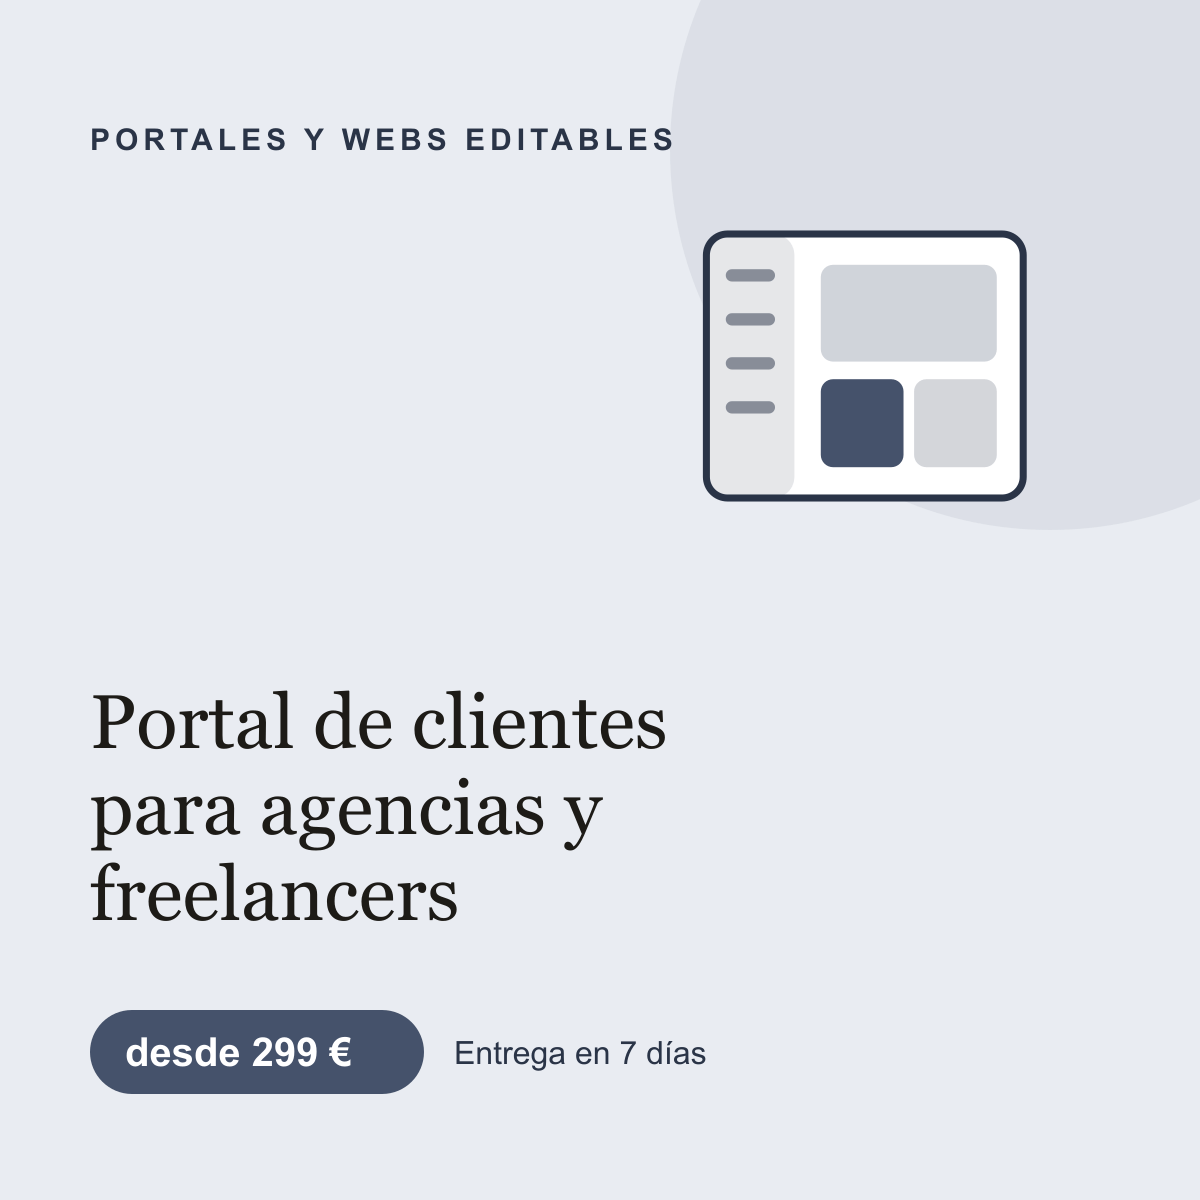 PORTALES Y WEBS EDITABLES
Portal de clientes
para agencias y
freelancers
desde 299 €
Entrega en 7 días